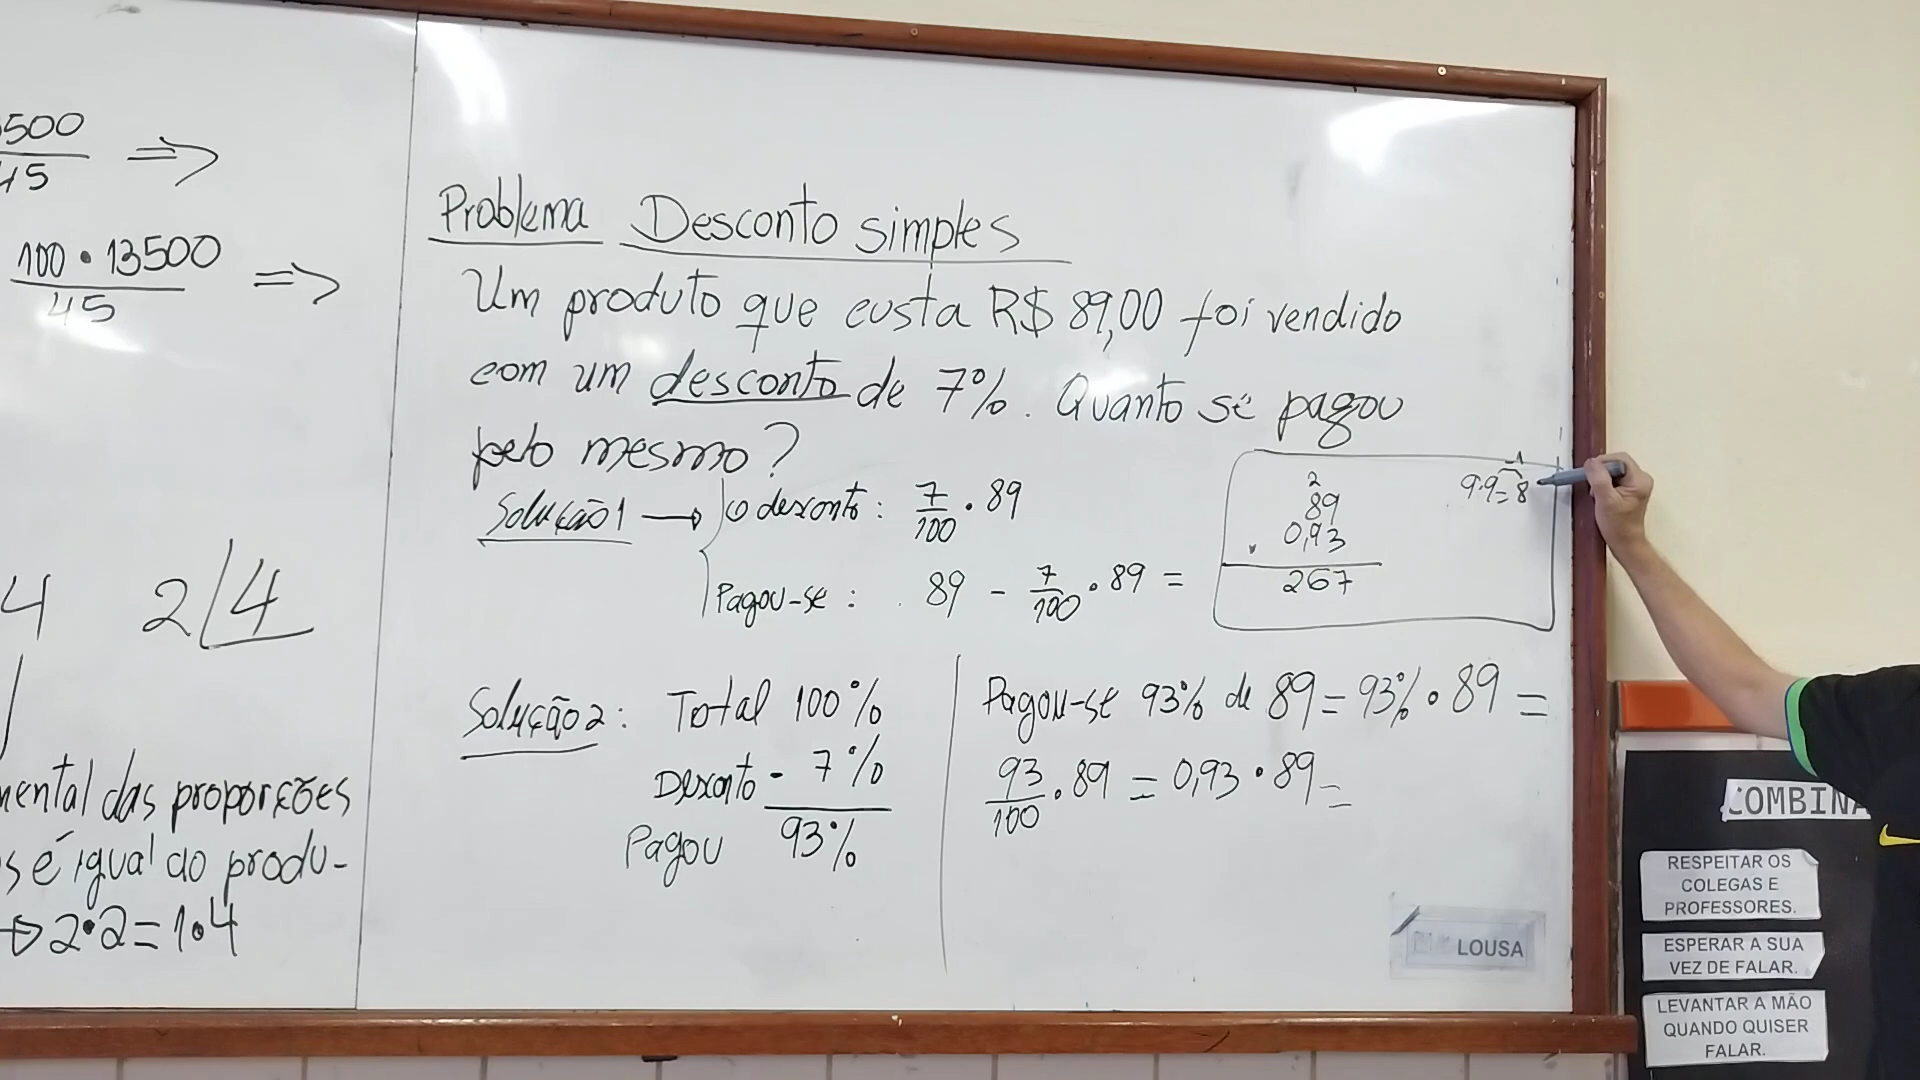 500
45 =>
100 • 13500
45 =>
4 2 4
das proporções
s é igual ao produ-
→ 2•2=1•4
Problema Desconto simples
Um produto que custa R$ 89,00 foi vendido
com um desconto de 7%. Quanto se pagou
pelo mesmo?
Solução 1 → o desconto: 7/100 • 89
Pagou-se: 89 - 7/100 • 89 =
2
89
0,93
267
-1
9·9=8
Solução 2: Total 100%
Desconto - 7%
Pagou 93%
Pagou-se 93% de 89 = 93% • 89 =
93/100 • 89 = 0,93 • 89 =
LOUSA
COMBINA
RESPEITAR OS
COLEGAS E
PROFESSORES.
ESPERAR A SUA
VEZ DE FALAR.
LEVANTAR A MÃO
QUANDO QUISER
FALAR.